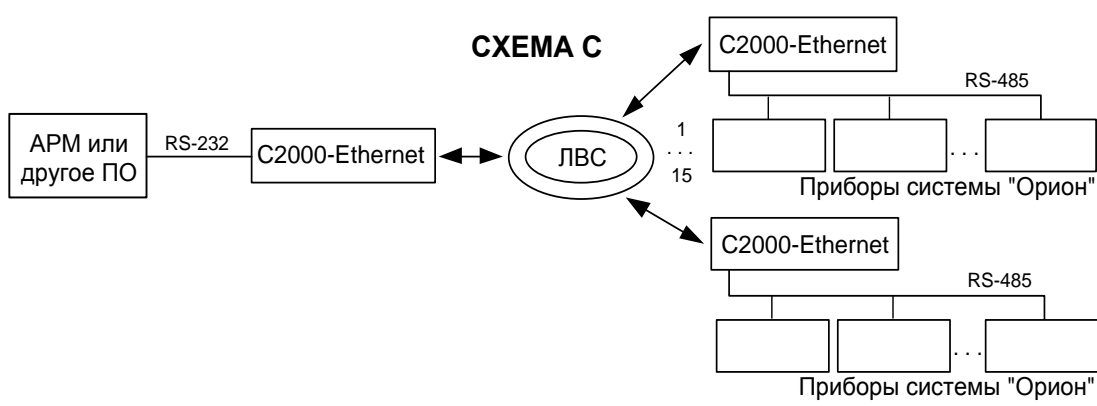 СХЕМА С
С2000-Ethernet
RS-485
АРМ или
другое ПО
RS-232
С2000-Ethernet
ЛВС
1
. . .
15
. . .
Приборы системы "Орион"
С2000-Ethernet
RS-485
. . .
Приборы системы "Орион"